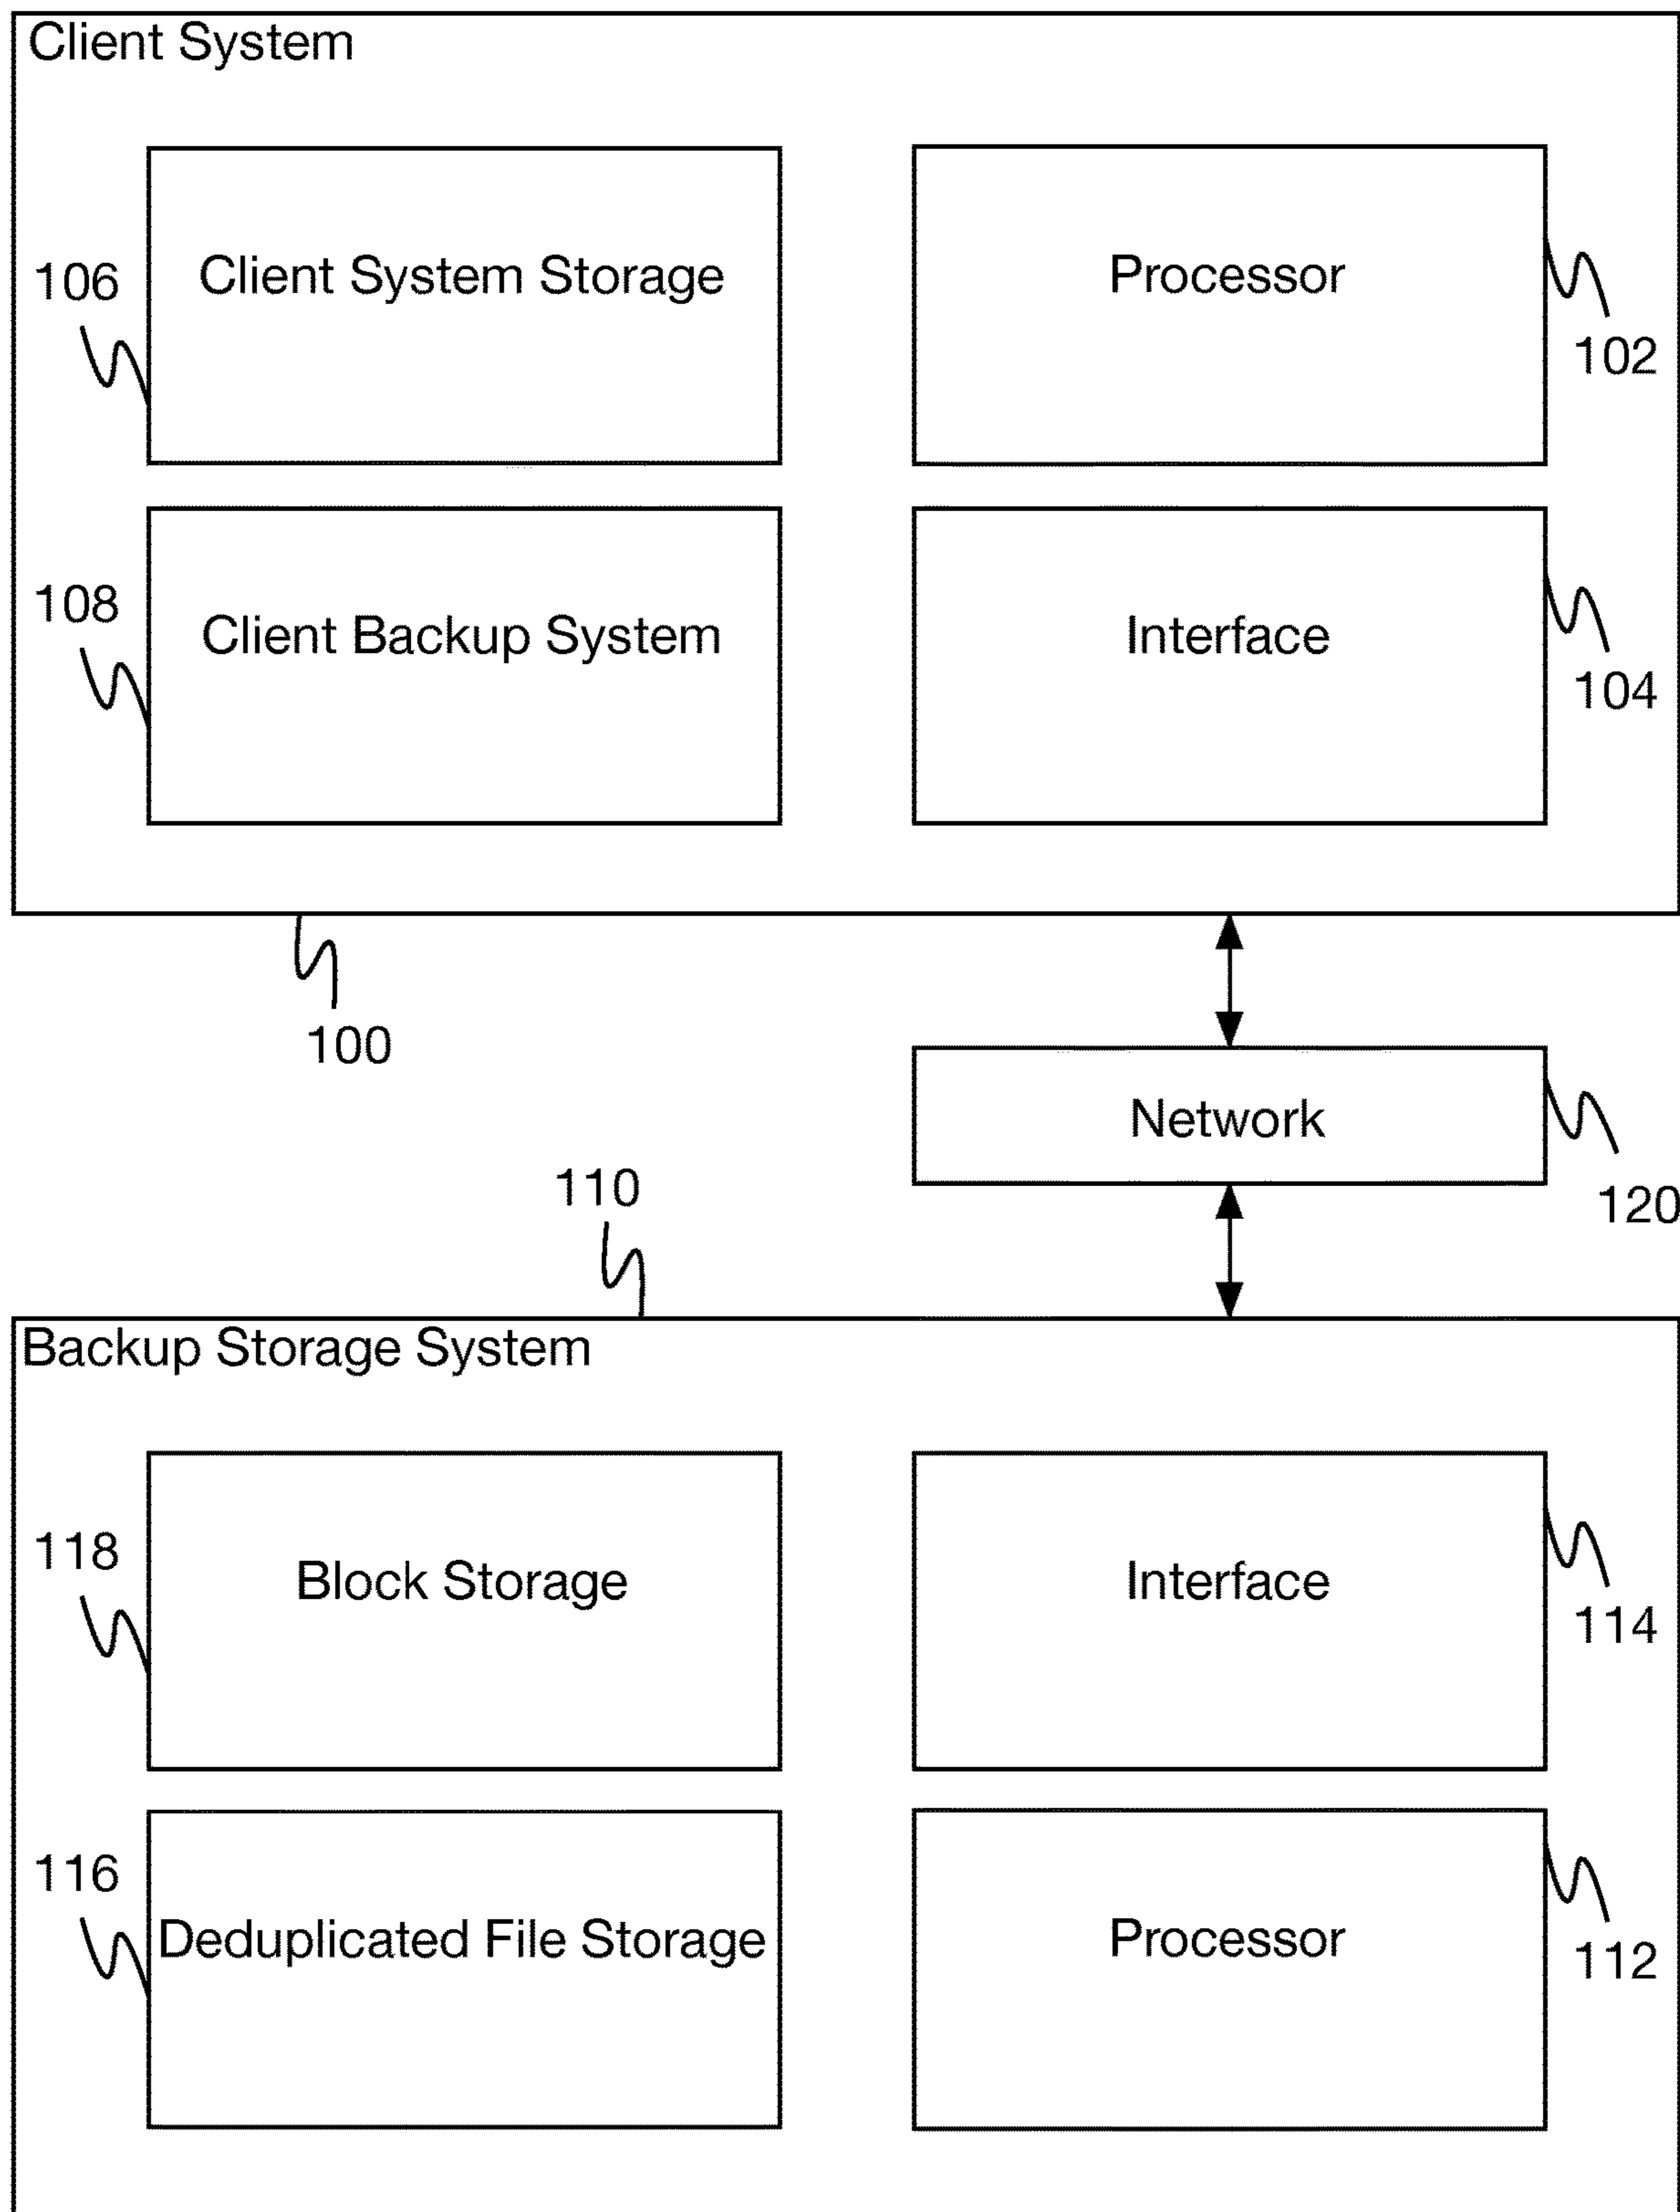 Client System
Client System Storage
Processor
106
102
Client Backup System
Interface
108
104
100
Network
120
110
Backup Storage System
Block Storage
Interface
118
114
Deduplicated File Storage
Processor
116
112